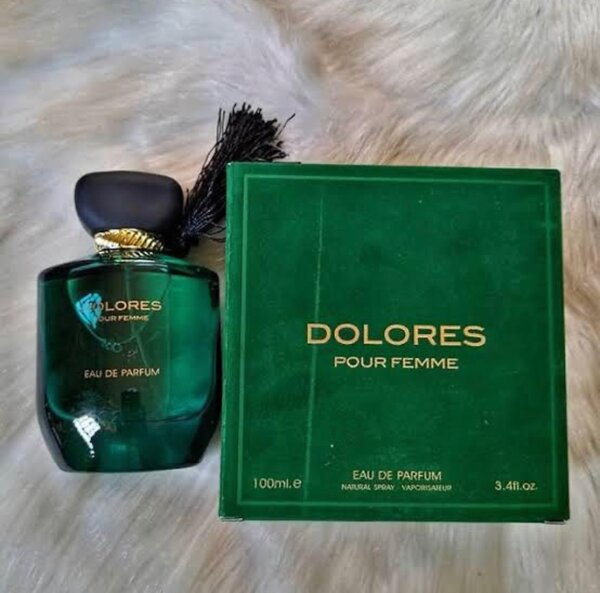 DOLORES
POUR FEMME
EAU DE PARFUM
DOLORES
POUR FEMME
EAU DE PARFUM
NATURAL SPRAY - VAPORISATEUR
100ml.e
3.4fl.oz.